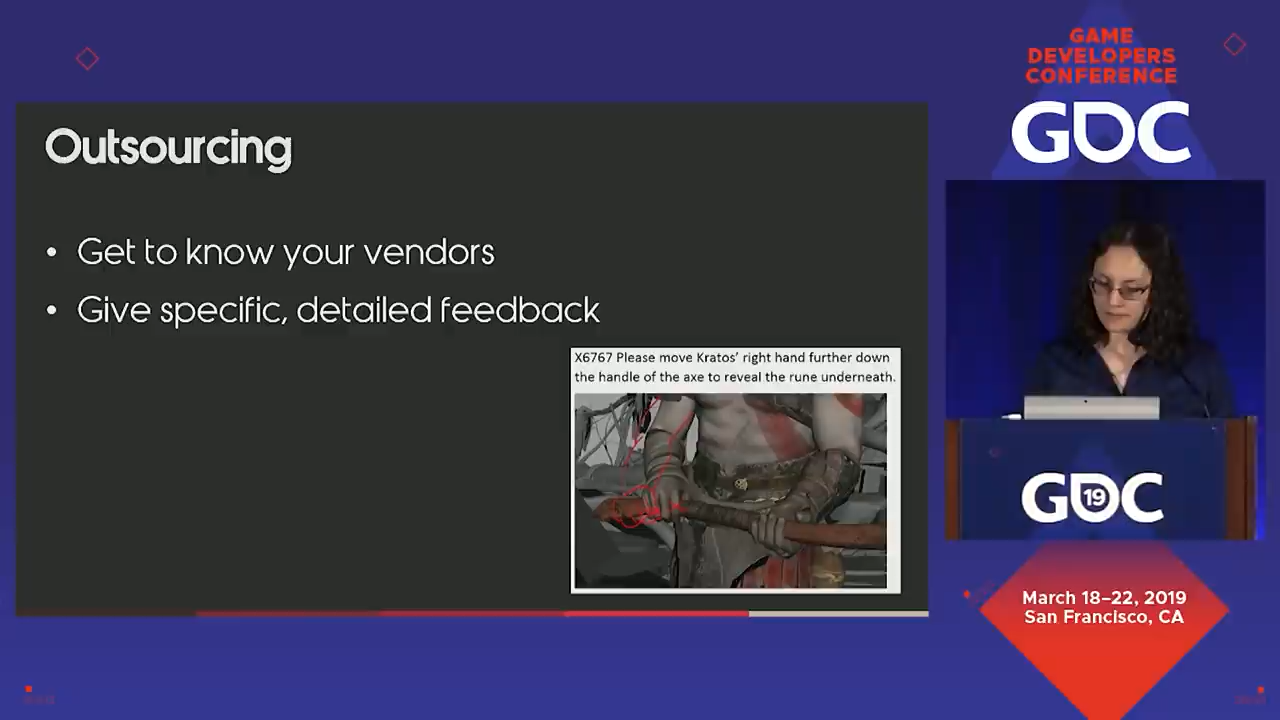 GAME
DEVELOPERS
CONFERENCE
GDC
Outsourcing
• Get to know your vendors
• Give specific, detailed feedback
X6767 Please move Kratos’ right hand further down
the handle of the axe to reveal the rune underneath.
GDC
19
March 18–22, 2019
San Francisco, CA